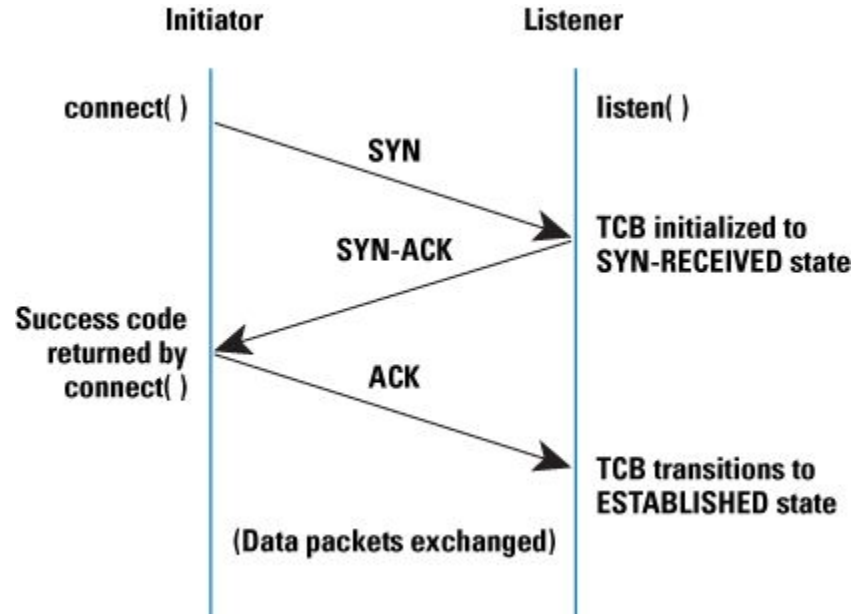 Initiator
Listener
connect( )
listen( )
SYN
TCB initialized to
SYN-RECEIVED state
SYN-ACK
Success code
returned by
connect( )
ACK
TCB transitions to
ESTABLISHED state
(Data packets exchanged)